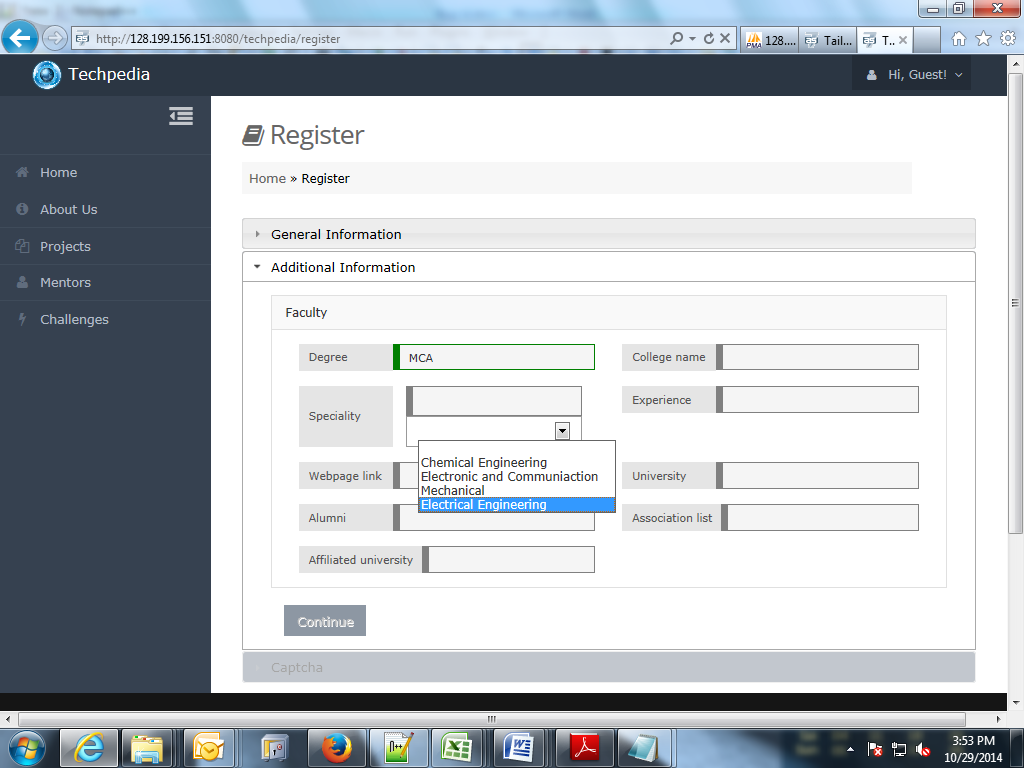 http://128.199.156.151:8080/techpedia/register
128....
Tail...
T...
Techpedia
Hi, Guest!
Home
About Us
Projects
Mentors
Challenges
Register
Home » Register
General Information
Additional Information
Faculty
Degree MCA College name
Speciality Experience
Chemical Engineering
Electronic and Communiaction
Mechanical
Electrical Engineering
Webpage link University
Alumni Association list
Affiliated university
Continue
Captcha
3:53 PM
10/29/2014